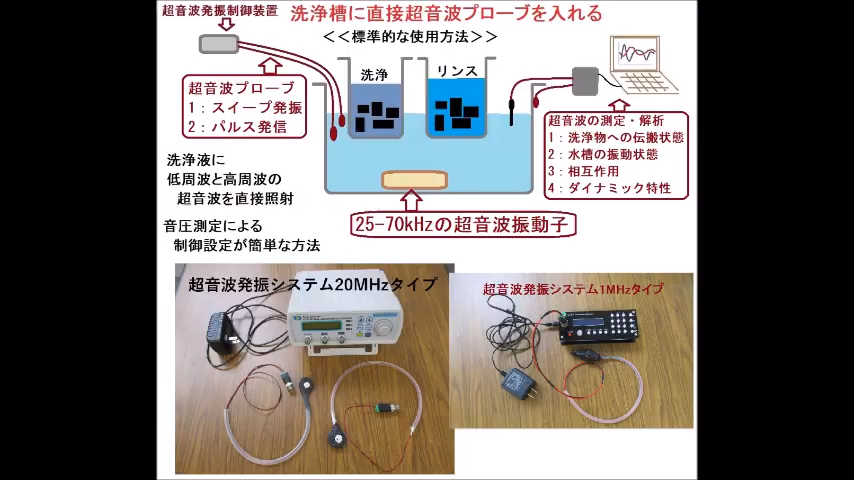 超音波発振制御装置
洗浄槽に直接超音波プローブを入れる
＜＜標準的な使用方法＞＞
洗浄
リンス
超音波プローブ
1：スイープ発振
2：パルス発信
超音波の測定・解析
1：洗浄物への伝搬状態
2：水槽の振動状態
3：相互作用
4：ダイナミック特性
洗浄液に
低周波と高周波の
超音波を直接照射
音圧測定による
制御設定が簡単な方法
25-70kHzの超音波振動子
超音波発振システム20MHzタイプ
超音波発振システム1MHzタイプ